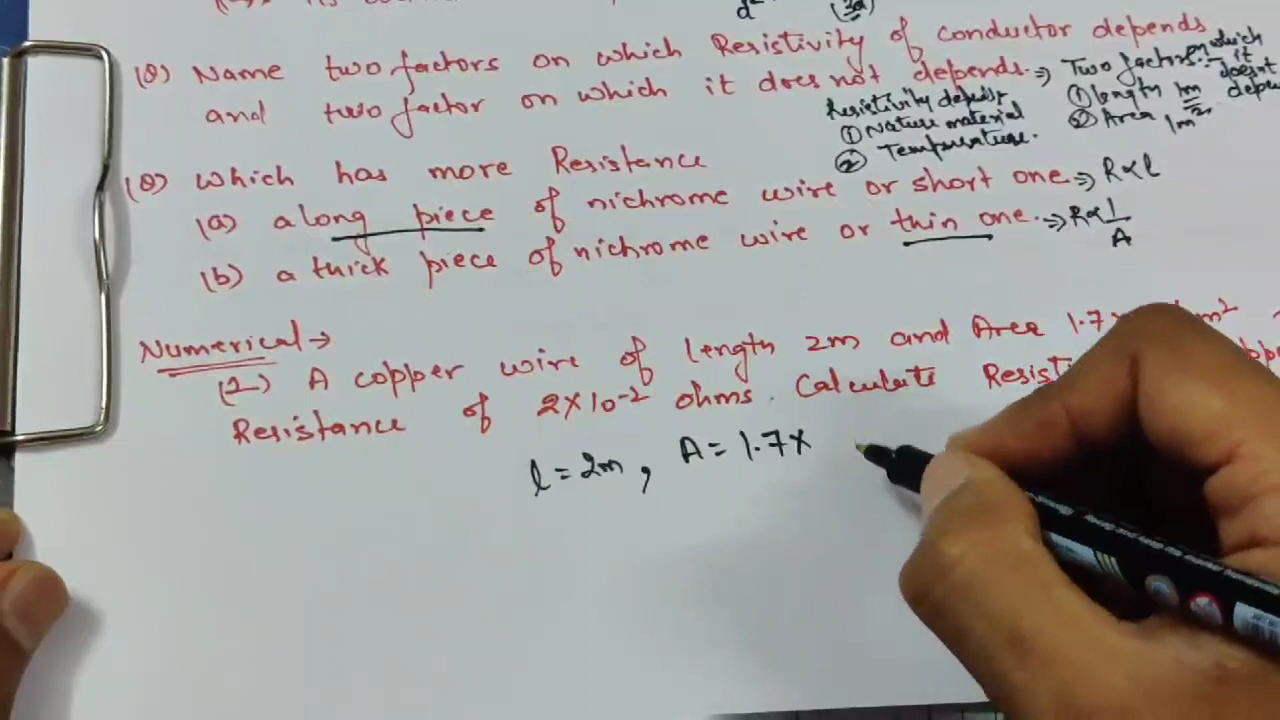 (Q) Name two factors on which Resistivity of conductor depends
and two factor on which it does not depends. ⇒ Two factors on which it doesnt
Resistivity depends
① Nature material
② Temperature.
① length 1m
② Area 1m²
(Q) which has more Resistance
(a) a long piece of nichrome wire or short one ⇒ R∝l
(b) a thick piece of nichrome wire or thin one. ⇒ R∝ 1/A
Numerical →
(1) A copper wire of length 2m and Area 1.7
Resistance of 2×10⁻² ohms. Calculate
l = 2m, A = 1.7×